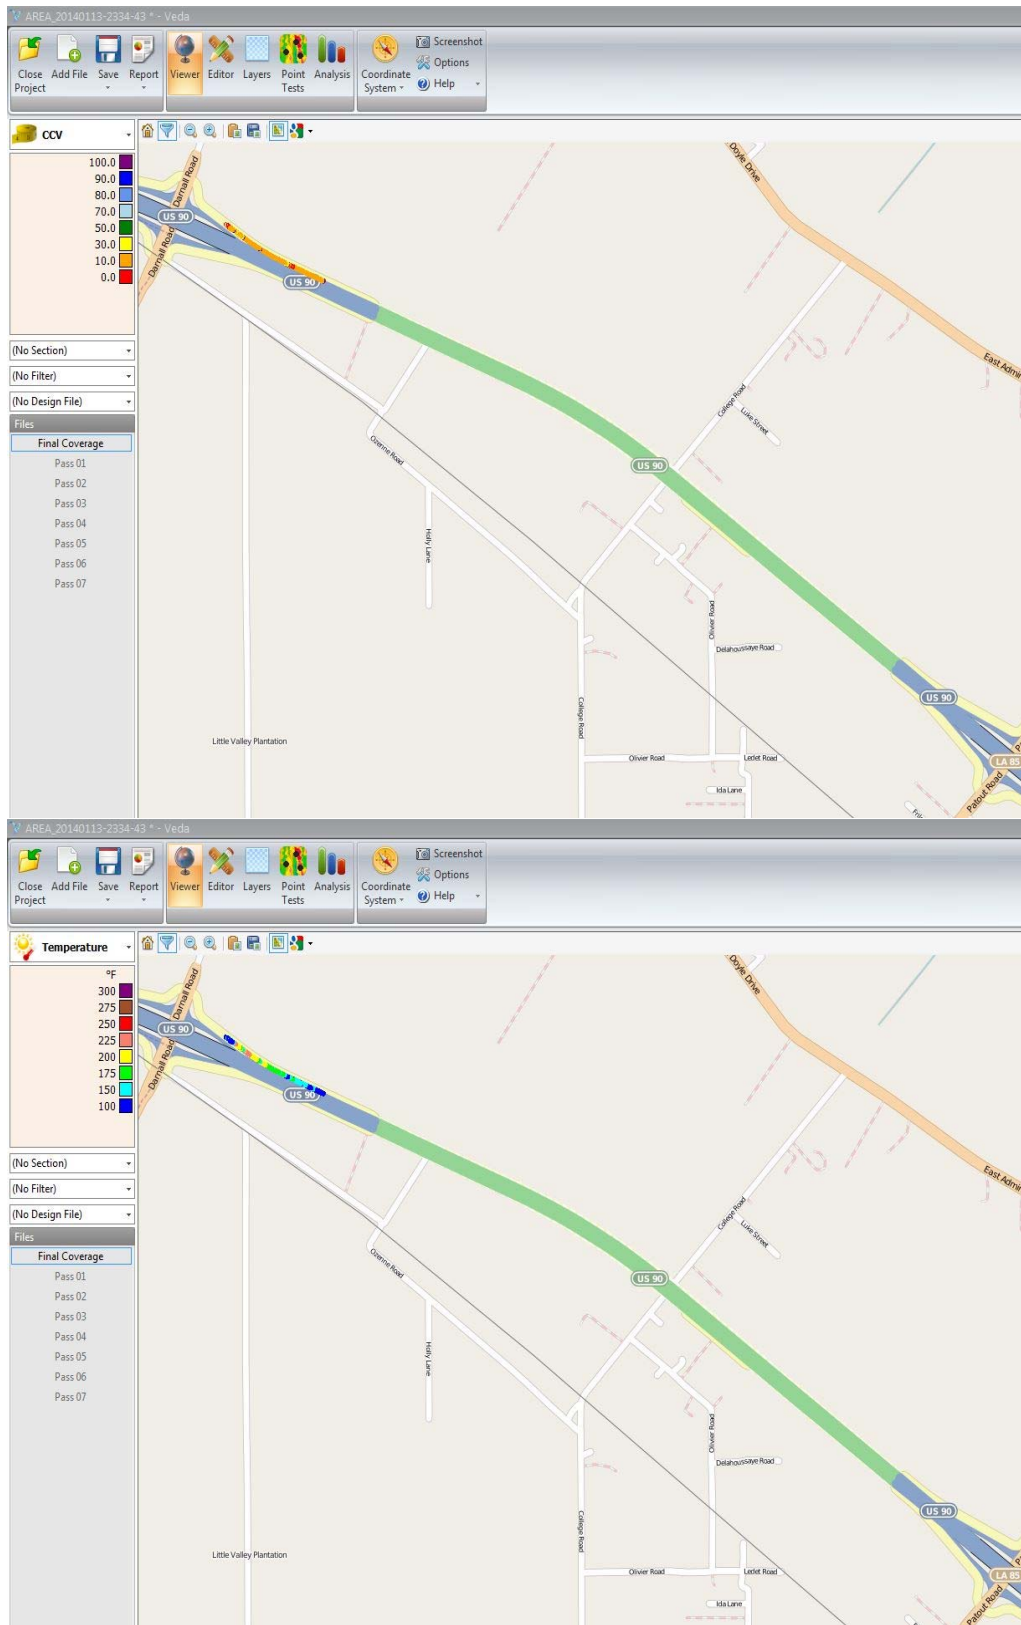 AREA_20140113-2334-43 * - Veda
Close Project
Add File
Save
Report
Viewer
Editor
Layers
Point Tests
Analysis
Coordinate System
Screenshot
Options
Help
CCV
100.0
90.0
80.0
70.0
50.0
30.0
10.0
0.0
(No Section)
(No Filter)
(No Design File)
Files
Final Coverage
Pass 01
Pass 02
Pass 03
Pass 04
Pass 05
Pass 06
Pass 07
Darnall Road
Darnall Road
US 90
US 90
Doyle Drive
East Admi
College Road
Luke Street
US 90
Ozenne Road
Holly Lane
Olivier Road
Delahoussaye Road
College Road
US 90
Little Valley Plantation
Olivier Road
Ledet Road
LA 85
Ida Lane
Patout Road
AREA_20140113-2334-43 * - Veda
Close Project
Add File
Save
Report
Viewer
Editor
Layers
Point Tests
Analysis
Coordinate System
Screenshot
Options
Help
Temperature
°F
300
275
250
225
200
175
150
100
(No Section)
(No Filter)
(No Design File)
Files
Final Coverage
Pass 01
Pass 02
Pass 03
Pass 04
Pass 05
Pass 06
Pass 07
Darnall Road
Darnall Road
US 90
US 90
Doyle Drive
East Admi
College Road
Luke Street
US 90
Ozenne Road
Holly Lane
Olivier Road
Delahoussaye Road
College Road
US 90
Little Valley Plantation
Olivier Road
Ledet Road
LA 85
Ida Lane
Patout Road